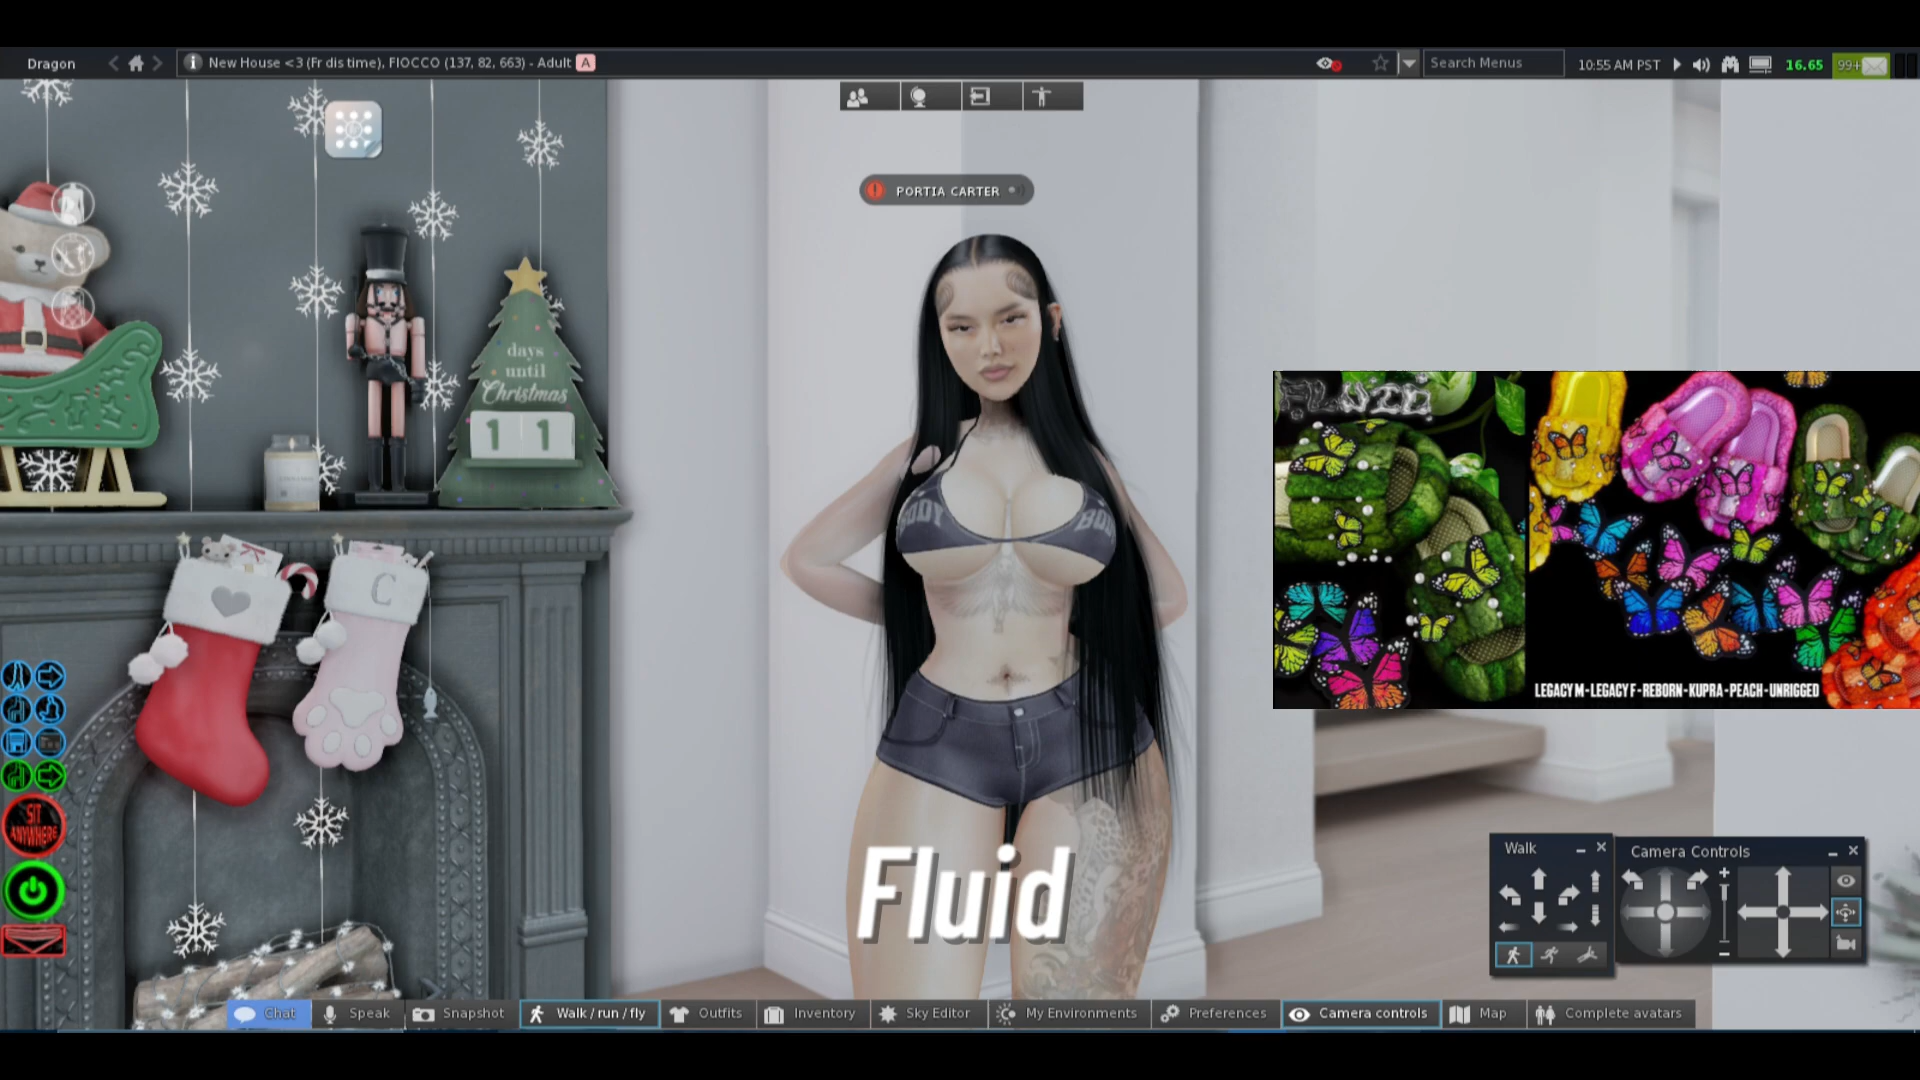 Dragon
New House <3 (Fr dis time), FIOCCO (137, 82, 663) - Adult A
Search Menus
10:55 AM PST
16.65
99+
PORTIA CARTER
days
until
Christmas
1 1
C
BODY
FLUID
LEGACY M - LEGACY F - REBORN - KUPRA - PEACH - UNRIGGED
SIT
ANYWHERE
Fluid
Walk
Camera Controls
Chat
Speak
Snapshot
Walk / run / fly
Outfits
Inventory
Sky Editor
My Environments
Preferences
Camera controls
Map
Complete avatars